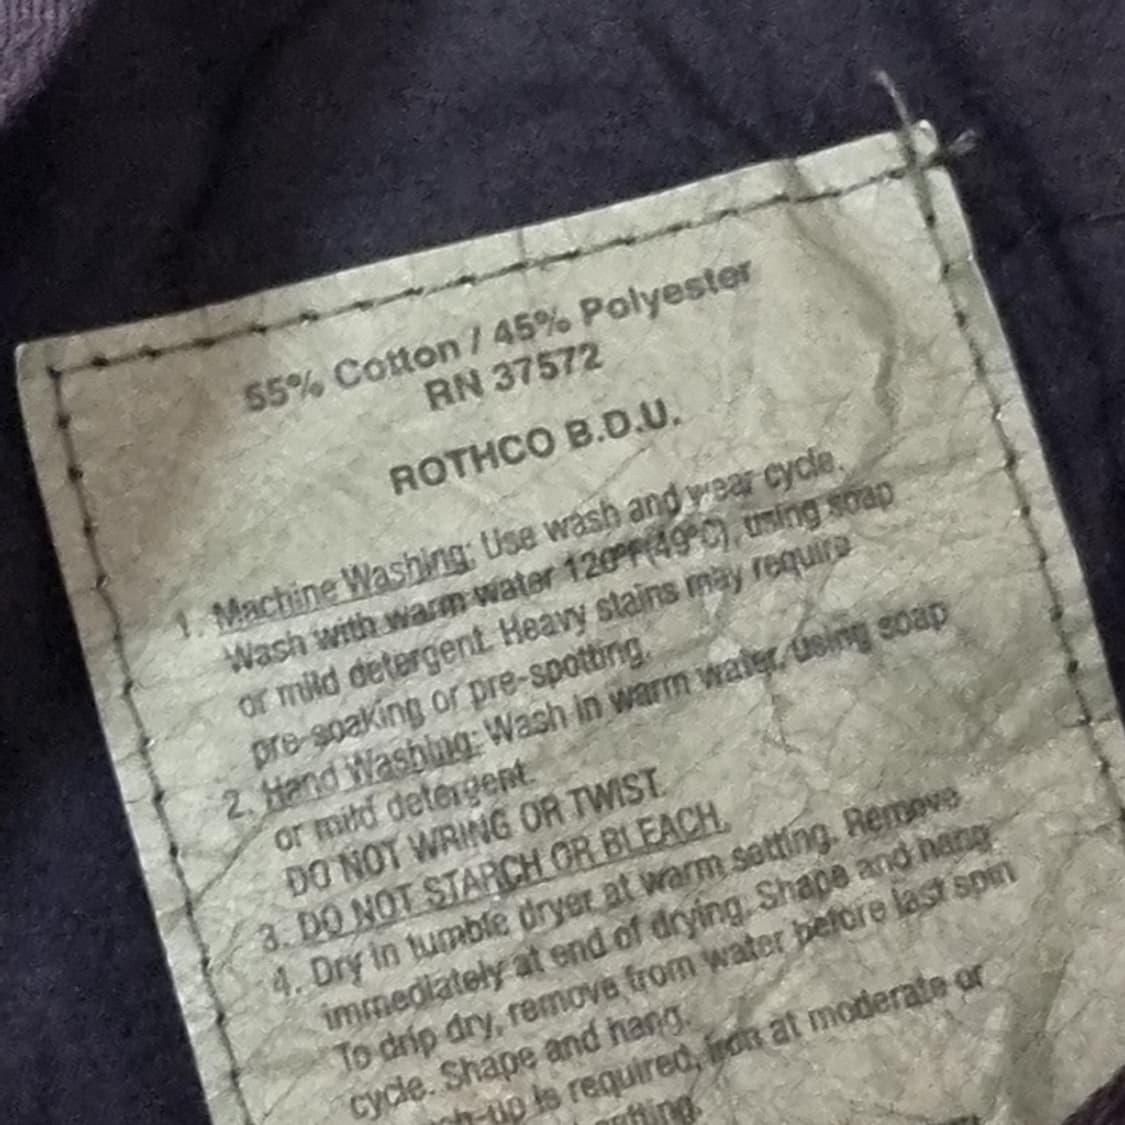 55% Cotton / 45% Polyester
RN 37572
ROTHCO B.D.U.
1. Machine Washing: Use wash and wear cycle.
Wash with warm water 120°F(49°C), using soap
or mild detergent. Heavy stains may require
pre-soaking or pre-spotting.
2. Hand Washing: Wash in warm water, using soap
or mild detergent.
DO NOT WRING OR TWIST.
3. DO NOT STARCH OR BLEACH.
4. Dry in tumble dryer at warm setting. Remove
immediately at end of drying. Shape and hang.
To drip dry, remove from water before last spin
cycle. Shape and hang.
is required, iron at moderate or
setting.